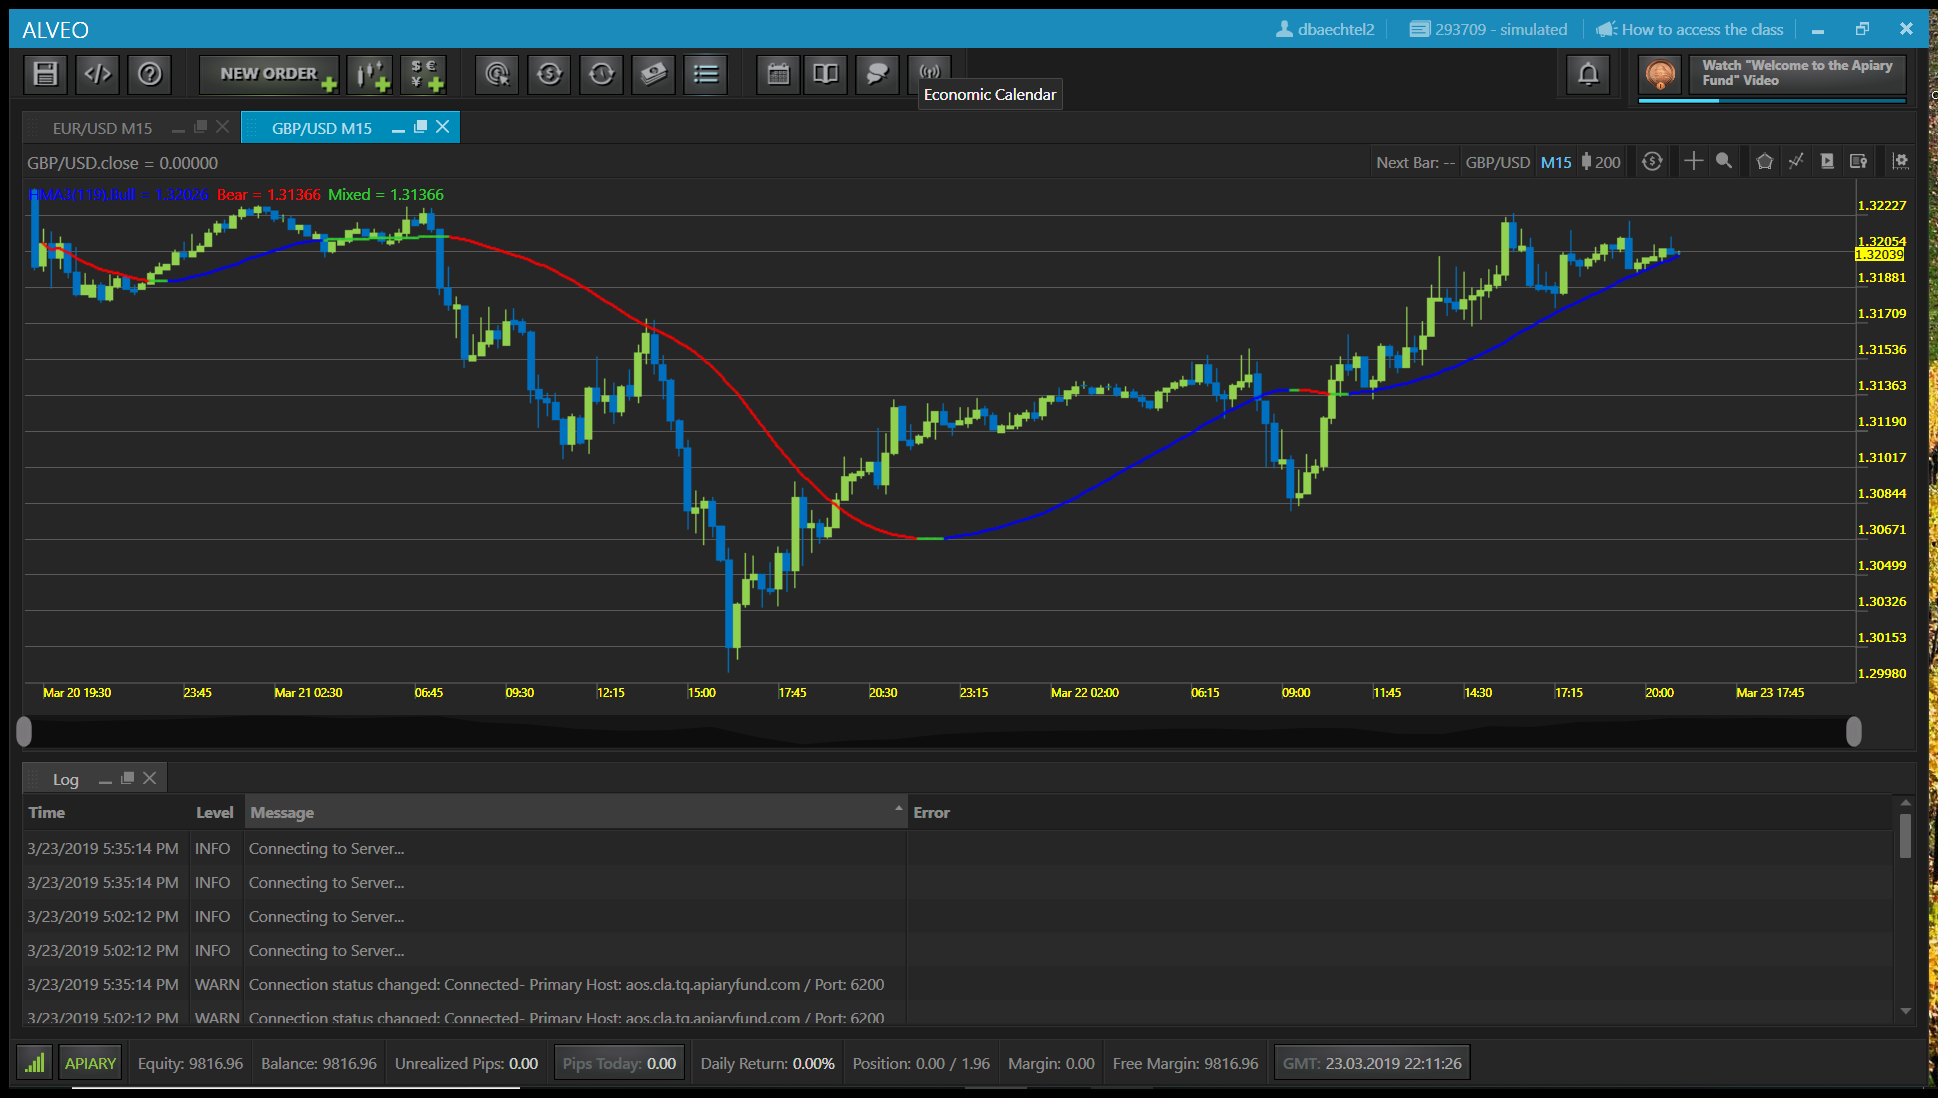 ALVEO
dbaechtel2
293709 - simulated
How to access the class
NEW ORDER
Watch "Welcome to the Apiary
Fund" Video
Economic Calendar
EUR/USD M15
GBP/USD M15
GBP/USD.close = 0.00000
Next Bar: -- GBP/USD M15 200
HMA3(119).Bull = 1.32026 Bear = 1.31366 Mixed = 1.31366
1.32227
1.32054
1.32039
1.31881
1.31709
1.31536
1.31363
1.31190
1.31017
1.30844
1.30671
1.30499
1.30326
1.30153
1.29980
Mar 20 19:30 23:45 Mar 21 02:30 06:45 09:30 12:15 15:00 17:45 20:30 23:15 Mar 22 02:00 06:15 09:00 11:45 14:30 17:15 20:00 Mar 23 17:45
Log
Time Level Message Error
3/23/2019 5:35:14 PM INFO Connecting to Server...
3/23/2019 5:35:14 PM INFO Connecting to Server...
3/23/2019 5:02:12 PM INFO Connecting to Server...
3/23/2019 5:02:12 PM INFO Connecting to Server...
3/23/2019 5:35:14 PM WARN Connection status changed: Connected- Primary Host: aos.cla.tq.apiaryfund.com / Port: 6200
3/23/2019 5:02:12 PM WARN Connection status changed: Connected- Primary Host: aos.cla.tq.apiaryfund.com / Port: 6200
APIARY Equity: 9816.96 Balance: 9816.96 Unrealized Pips: 0.00 Pips Today: 0.00 Daily Return: 0.00% Position: 0.00 / 1.96 Margin: 0.00 Free Margin: 9816.96 GMT: 23.03.2019 22:11:26